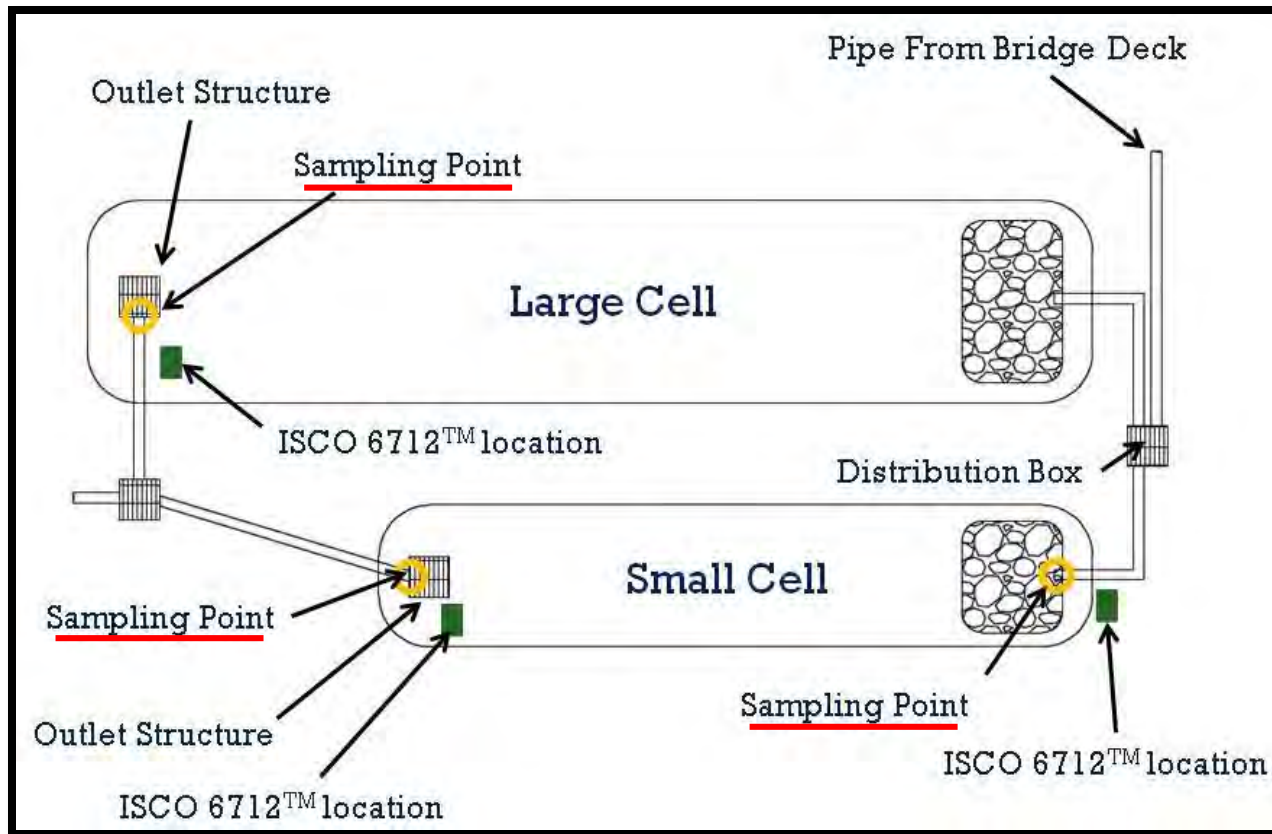 Pipe From Bridge Deck
Outlet Structure
Sampling Point
Large Cell
ISCO 6712™ location
Distribution Box
Small Cell
Sampling Point
Sampling Point
Outlet Structure
ISCO 6712™ location
ISCO 6712™ location